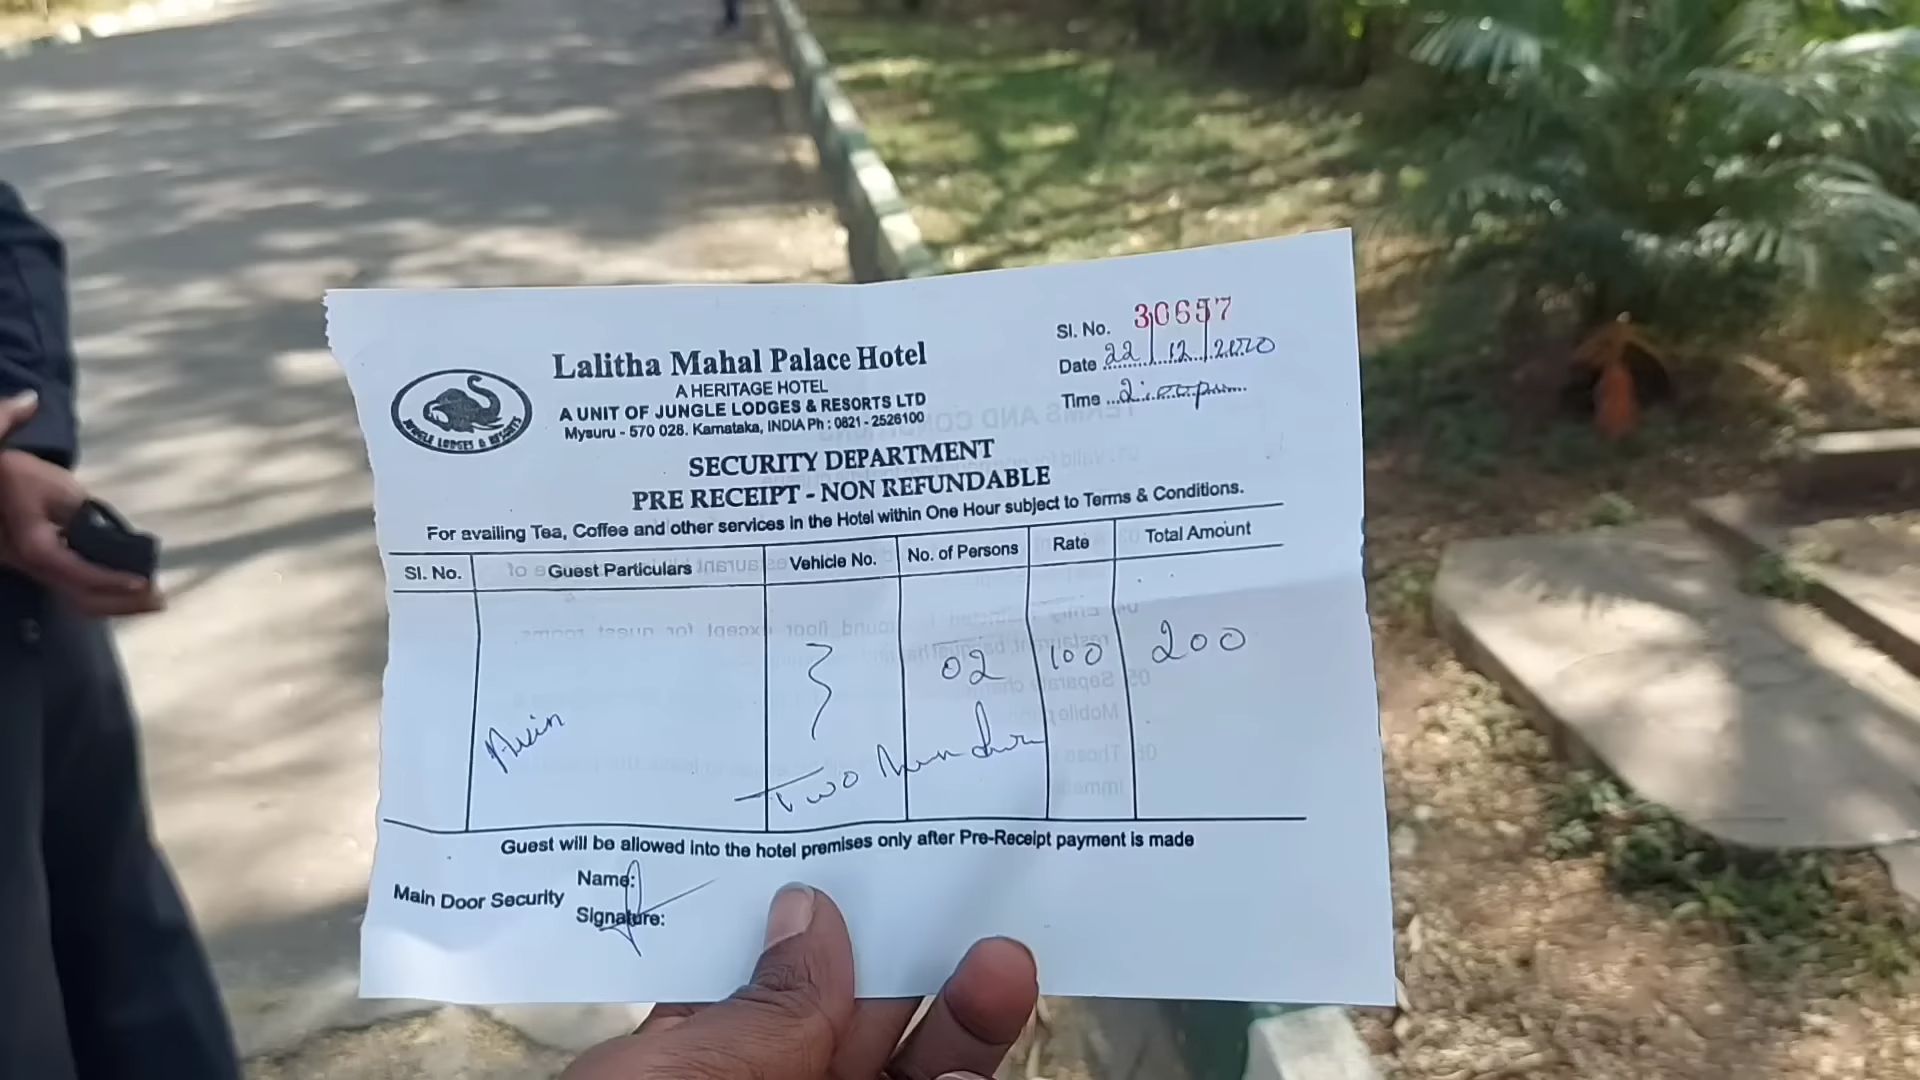 Lalitha Mahal Palace Hotel
A HERITAGE HOTEL
A UNIT OF JUNGLE LODGES & RESORTS LTD
Mysuru - 570 028. Karnataka, INDIA Ph : 0821 - 2526100
JUNGLE LODGES & RESORTS
Sl. No. 30657
Date 22/12/2020
Time 2:00pm
SECURITY DEPARTMENT
PRE RECEIPT - NON REFUNDABLE
For availing Tea, Coffee and other services in the Hotel within One Hour subject to Terms & Conditions.
Sl. No. Guest Particulars Vehicle No. No. of Persons Rate Total Amount
02 100 200
Two
Guest will be allowed into the hotel premises only after Pre-Receipt payment is made
Main Door Security
Name:
Signature: